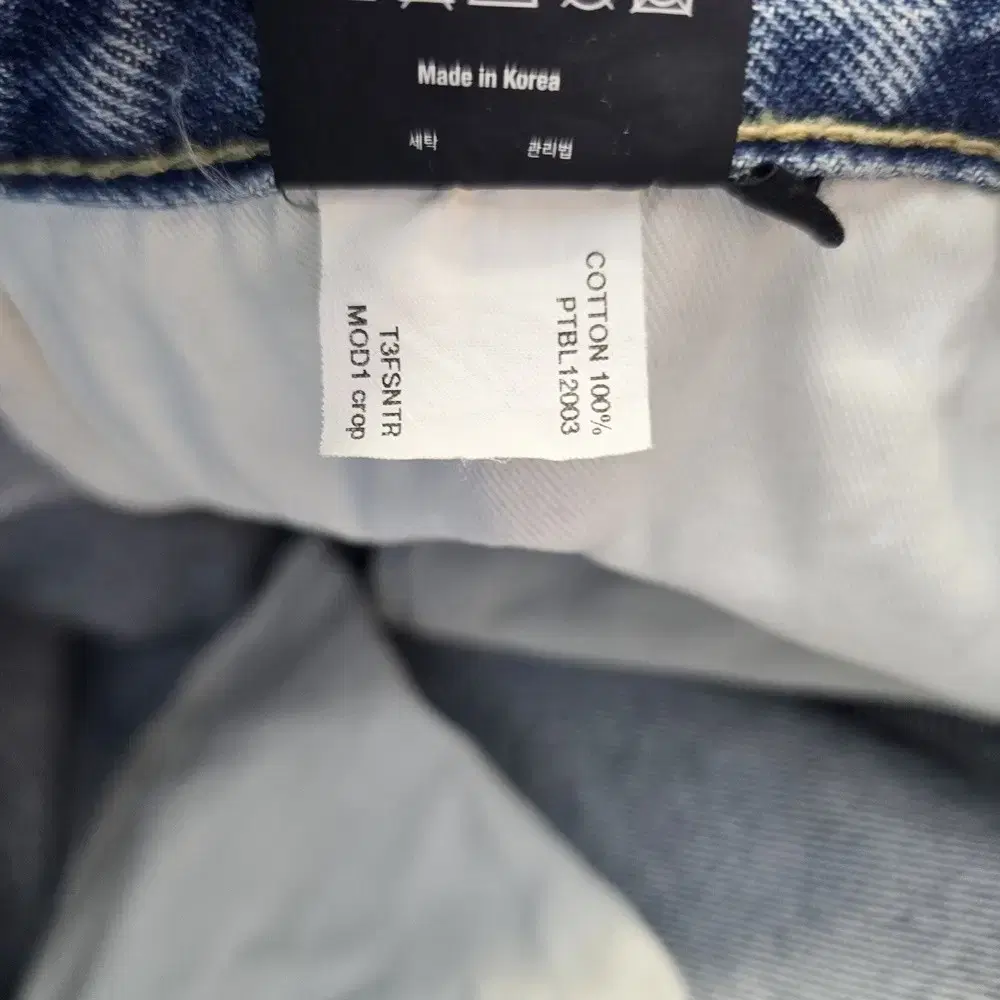 Made in Korea
세탁 관리법
COTTON 100%
PTBL12003
T3FSNTR
MOD1 crop